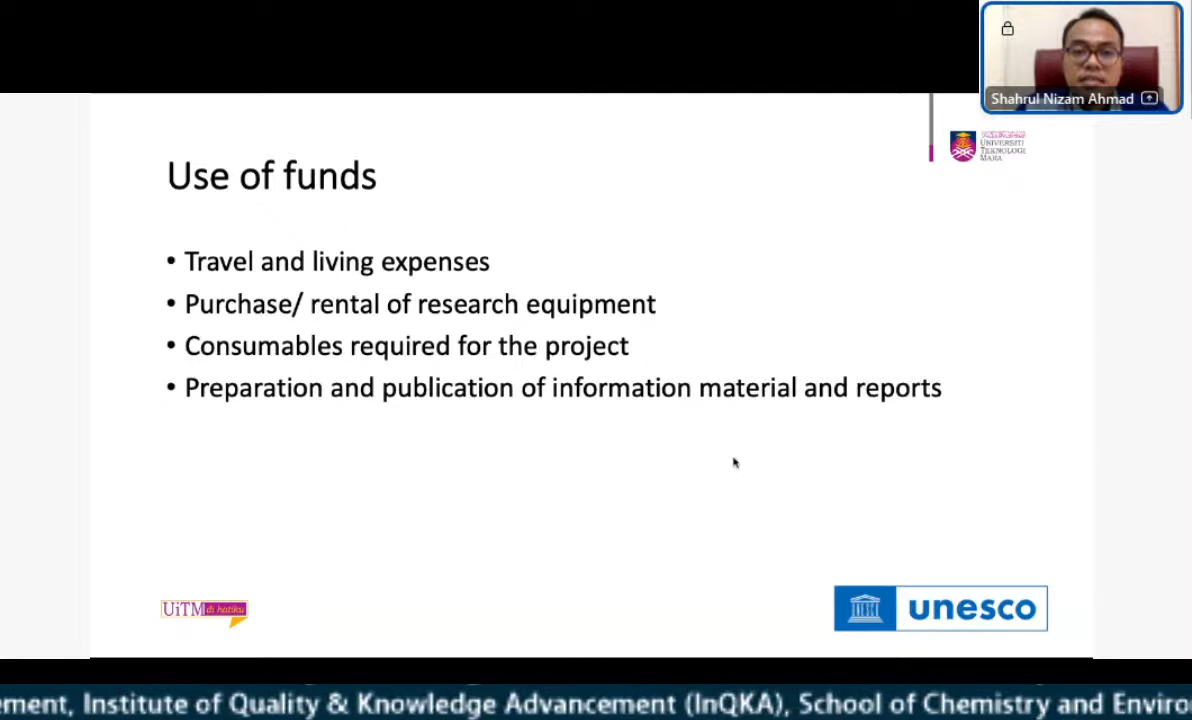 Shahrul Nizam Ahmad
UNIVERSITI
TEKNOLOGI
MARA
Use of funds
• Travel and living expenses
• Purchase/ rental of research equipment
• Consumables required for the project
• Preparation and publication of information material and reports
UiTM di hatiku
unesco
ement, Institute of Quality & Knowledge Advancement (InQKA), School of Chemistry and Enviro